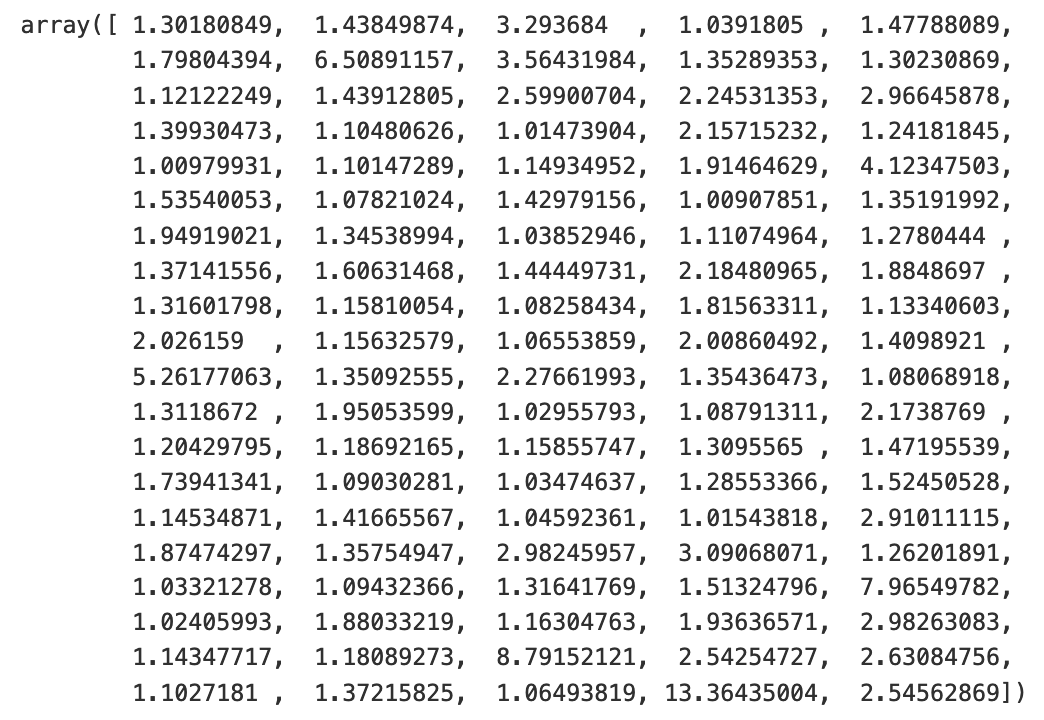 array([ 1.30180849,  1.43849874,  3.293684  ,  1.0391805 ,  1.47788089,
        1.79804394,  6.50891157,  3.56431984,  1.35289353,  1.30230869,
        1.12122249,  1.43912805,  2.59900704,  2.24531353,  2.96645878,
        1.39930473,  1.10480626,  1.01473904,  2.15715232,  1.24181845,
        1.00979931,  1.10147289,  1.14934952,  1.91464629,  4.12347503,
        1.53540053,  1.07821024,  1.42979156,  1.00907851,  1.35191992,
        1.94919021,  1.34538994,  1.03852946,  1.11074964,  1.2780444 ,
        1.37141556,  1.60631468,  1.44449731,  2.18480965,  1.8848697 ,
        1.31601798,  1.15810054,  1.08258434,  1.81563311,  1.13340603,
        2.026159  ,  1.15632579,  1.06553859,  2.00860492,  1.4098921 ,
        5.26177063,  1.35092555,  2.27661993,  1.35436473,  1.08068918,
        1.3118672 ,  1.95053599,  1.02955793,  1.08791311,  2.1738769 ,
        1.20429795,  1.18692165,  1.15855747,  1.3095565 ,  1.47195539,
        1.73941341,  1.09030281,  1.03474637,  1.28553366,  1.52450528,
        1.14534871,  1.41665567,  1.04592361,  1.01543818,  2.91011115,
        1.87474297,  1.35754947,  2.98245957,  3.09068071,  1.26201891,
        1.03321278,  1.09432366,  1.31641769,  1.51324796,  7.96549782,
        1.02405993,  1.88033219,  1.16304763,  1.93636571,  2.98263083,
        1.14347717,  1.18089273,  8.79152121,  2.54254727,  2.63084756,
        1.1027181 ,  1.37215825,  1.06493819, 13.36435004,  2.54562869])